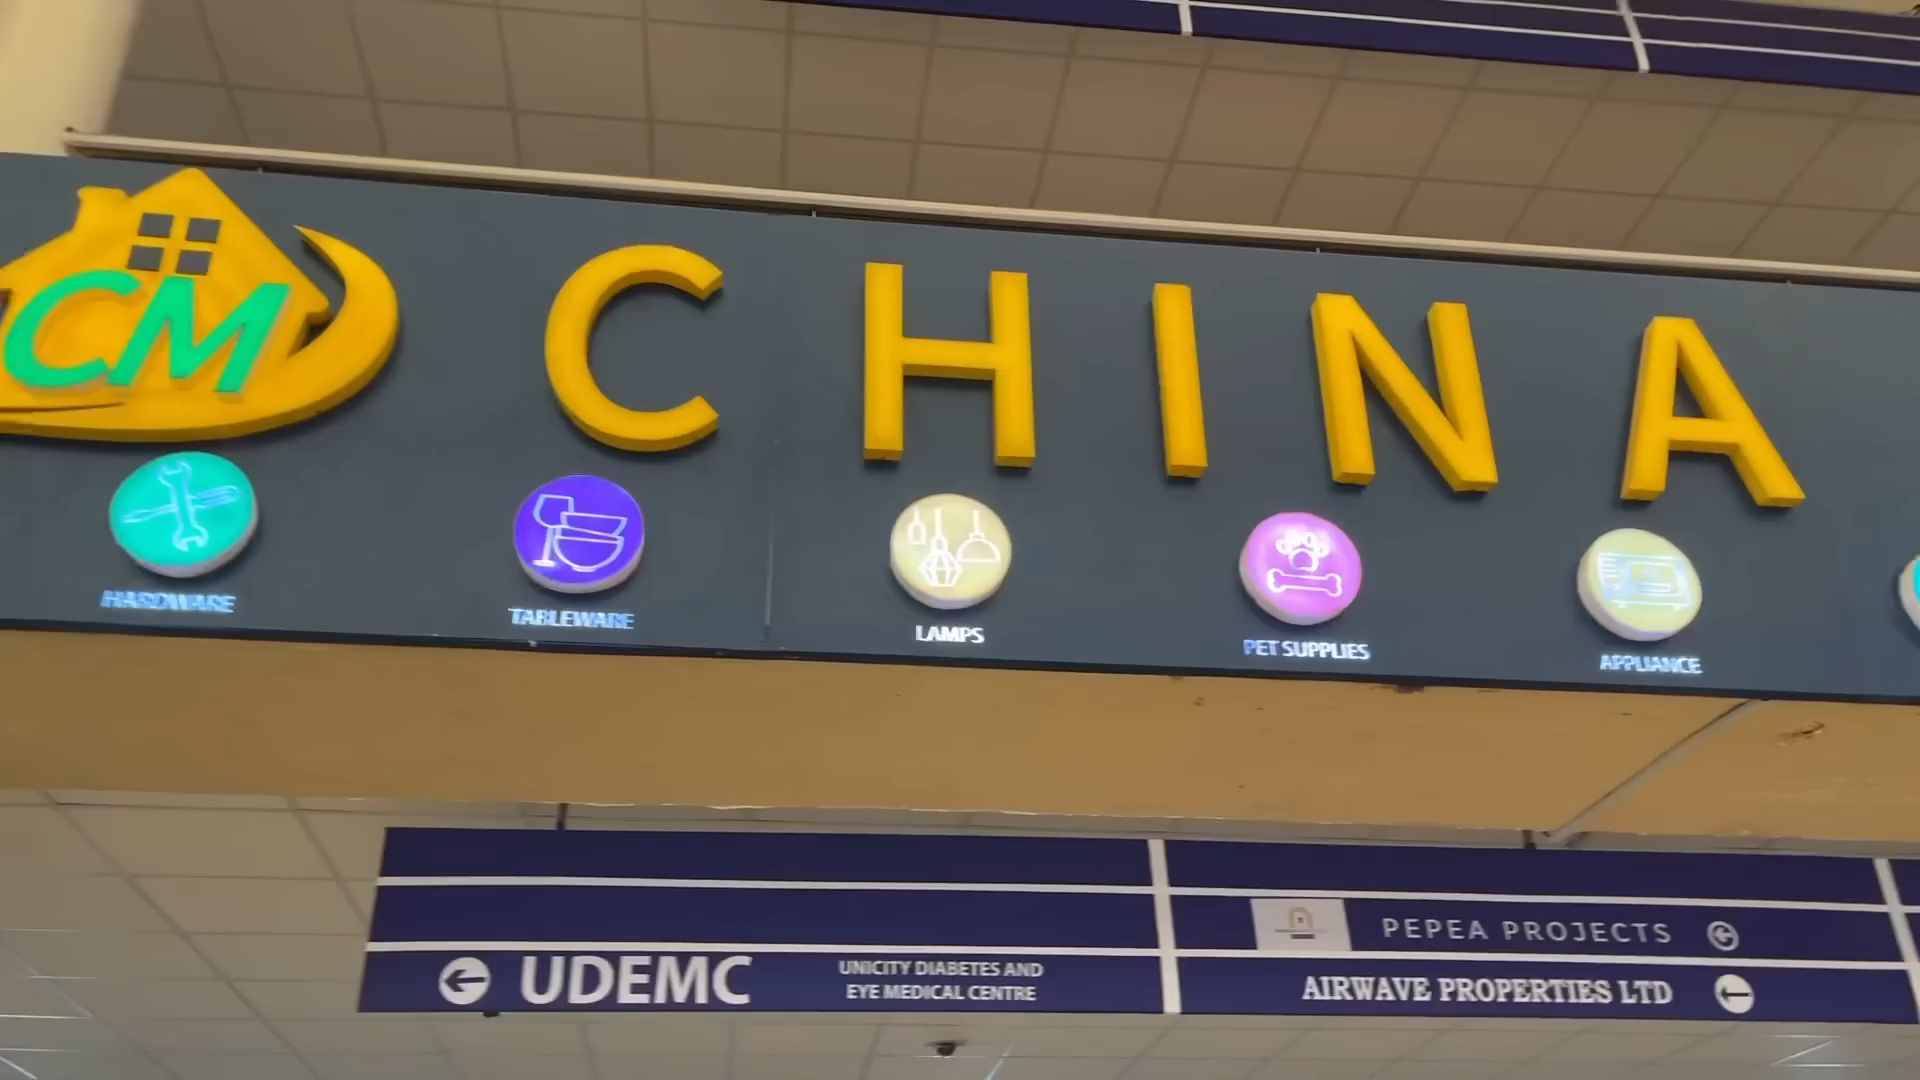 CM
CHINA
HARDWARE
TABLEWARE
LAMPS
PET SUPPLIES
APPLIANCE
PEPEA PROJECTS
UDEMC
UNICITY DIABETES AND
EYE MEDICAL CENTRE
AIRWAVE PROPERTIES LTD